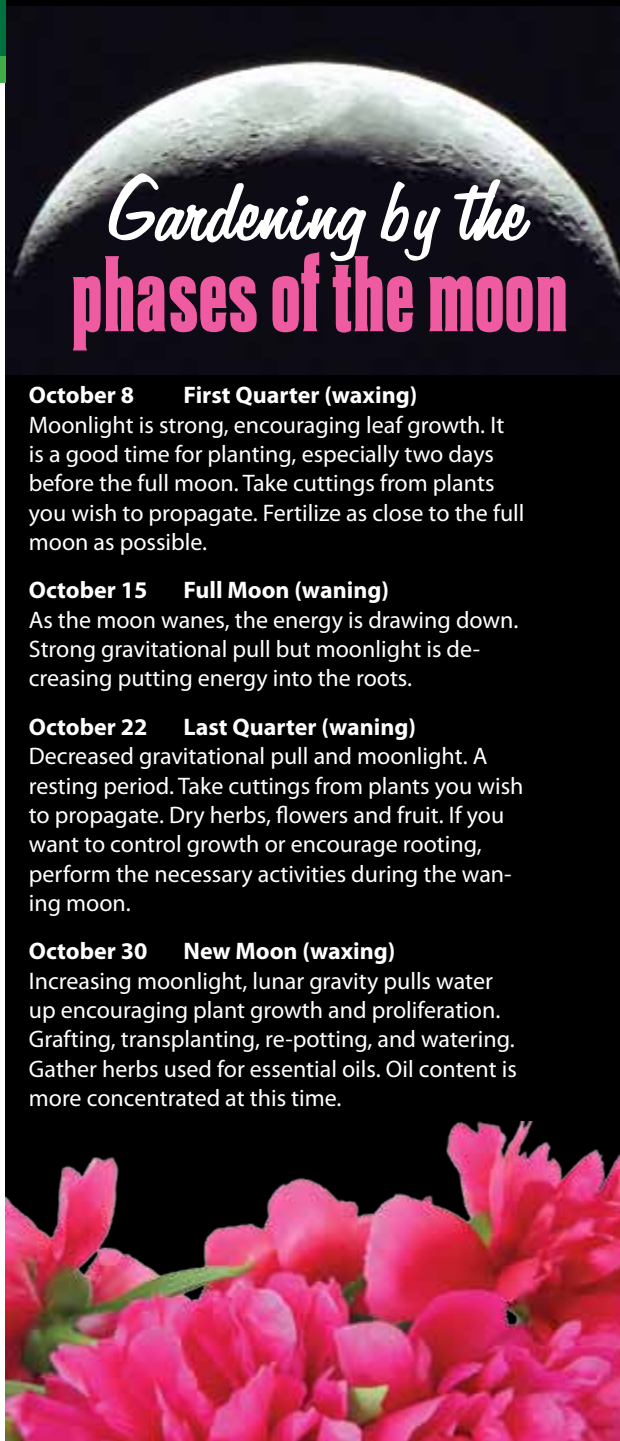 Gardening by the
phases of the moon
October 8 First Quarter (waxing)
Moonlight is strong, encouraging leaf growth. It
is a good time for planting, especially two days
before the full moon. Take cuttings from plants
you wish to propagate. Fertilize as close to the full
moon as possible.
October 15 Full Moon (waning)
As the moon wanes, the energy is drawing down.
Strong gravitational pull but moonlight is de-
creasing putting energy into the roots.
October 22 Last Quarter (waning)
Decreased gravitational pull and moonlight. A
resting period. Take cuttings from plants you wish
to propagate. Dry herbs, flowers and fruit. If you
want to control growth or encourage rooting,
perform the necessary activities during the wan-
ing moon.
October 30 New Moon (waxing)
Increasing moonlight, lunar gravity pulls water
up encouraging plant growth and proliferation.
Grafting, transplanting, re-potting, and watering.
Gather herbs used for essential oils. Oil content is
more concentrated at this time.